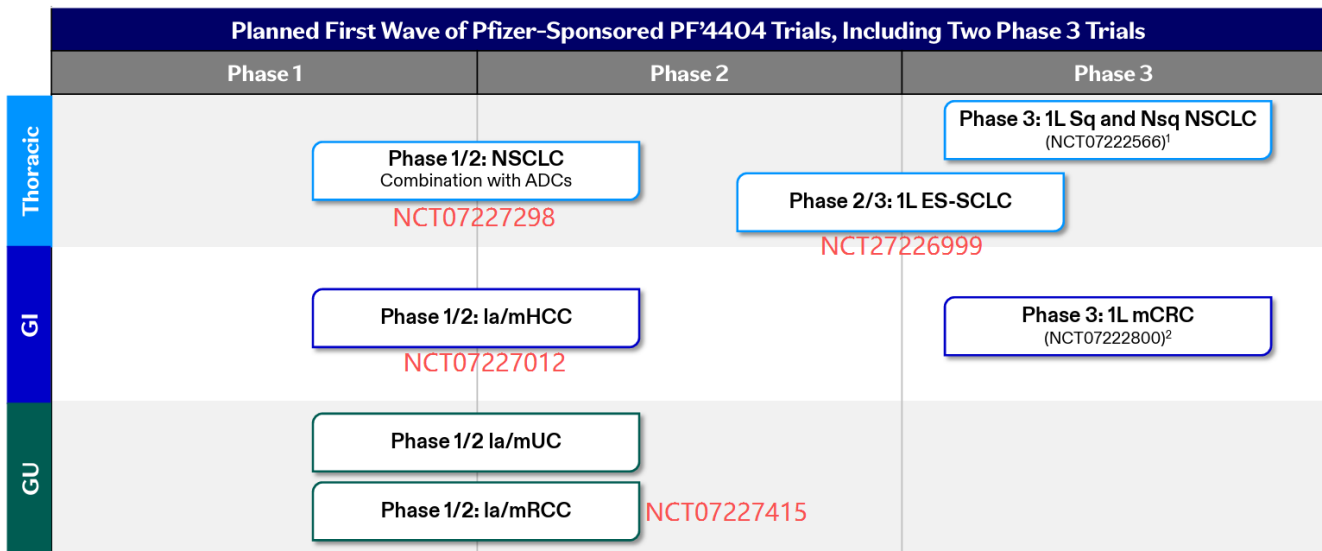 Planned First Wave of Pfizer-Sponsored PF'4404 Trials, Including Two Phase 3 Trials
Phase 1
Phase 2
Phase 3
Thoracic
Phase 3: 1L Sq and Nsq NSCLC
(NCT07222566)¹
Phase 1/2: NSCLC
Combination with ADCs
NCT07227298
Phase 2/3: 1L ES-SCLC
NCT27226999
GI
Phase 1/2: la/mHCC
NCT07227012
Phase 3: 1L mCRC
(NCT07222800)²
GU
Phase 1/2 la/mUC
Phase 1/2: la/mRCC
NCT07227415